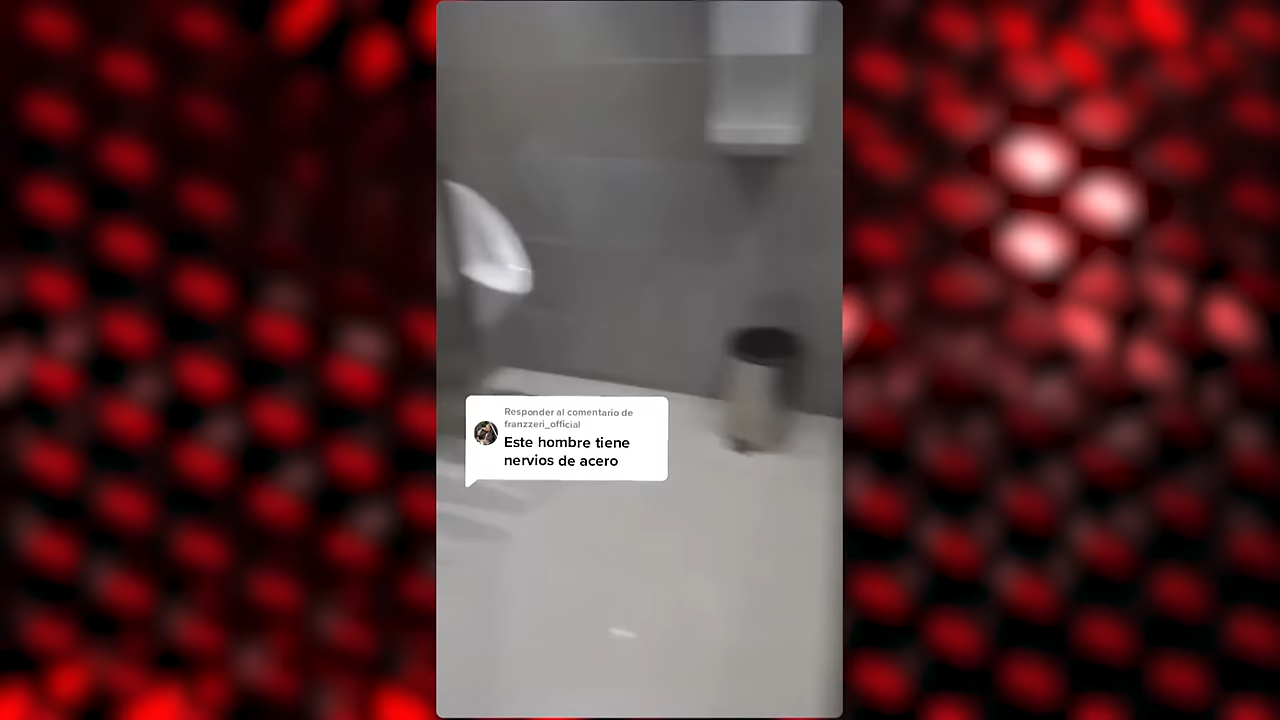 Responder al comentario de
franzzeri_official
Este hombre tiene
nervios de acero